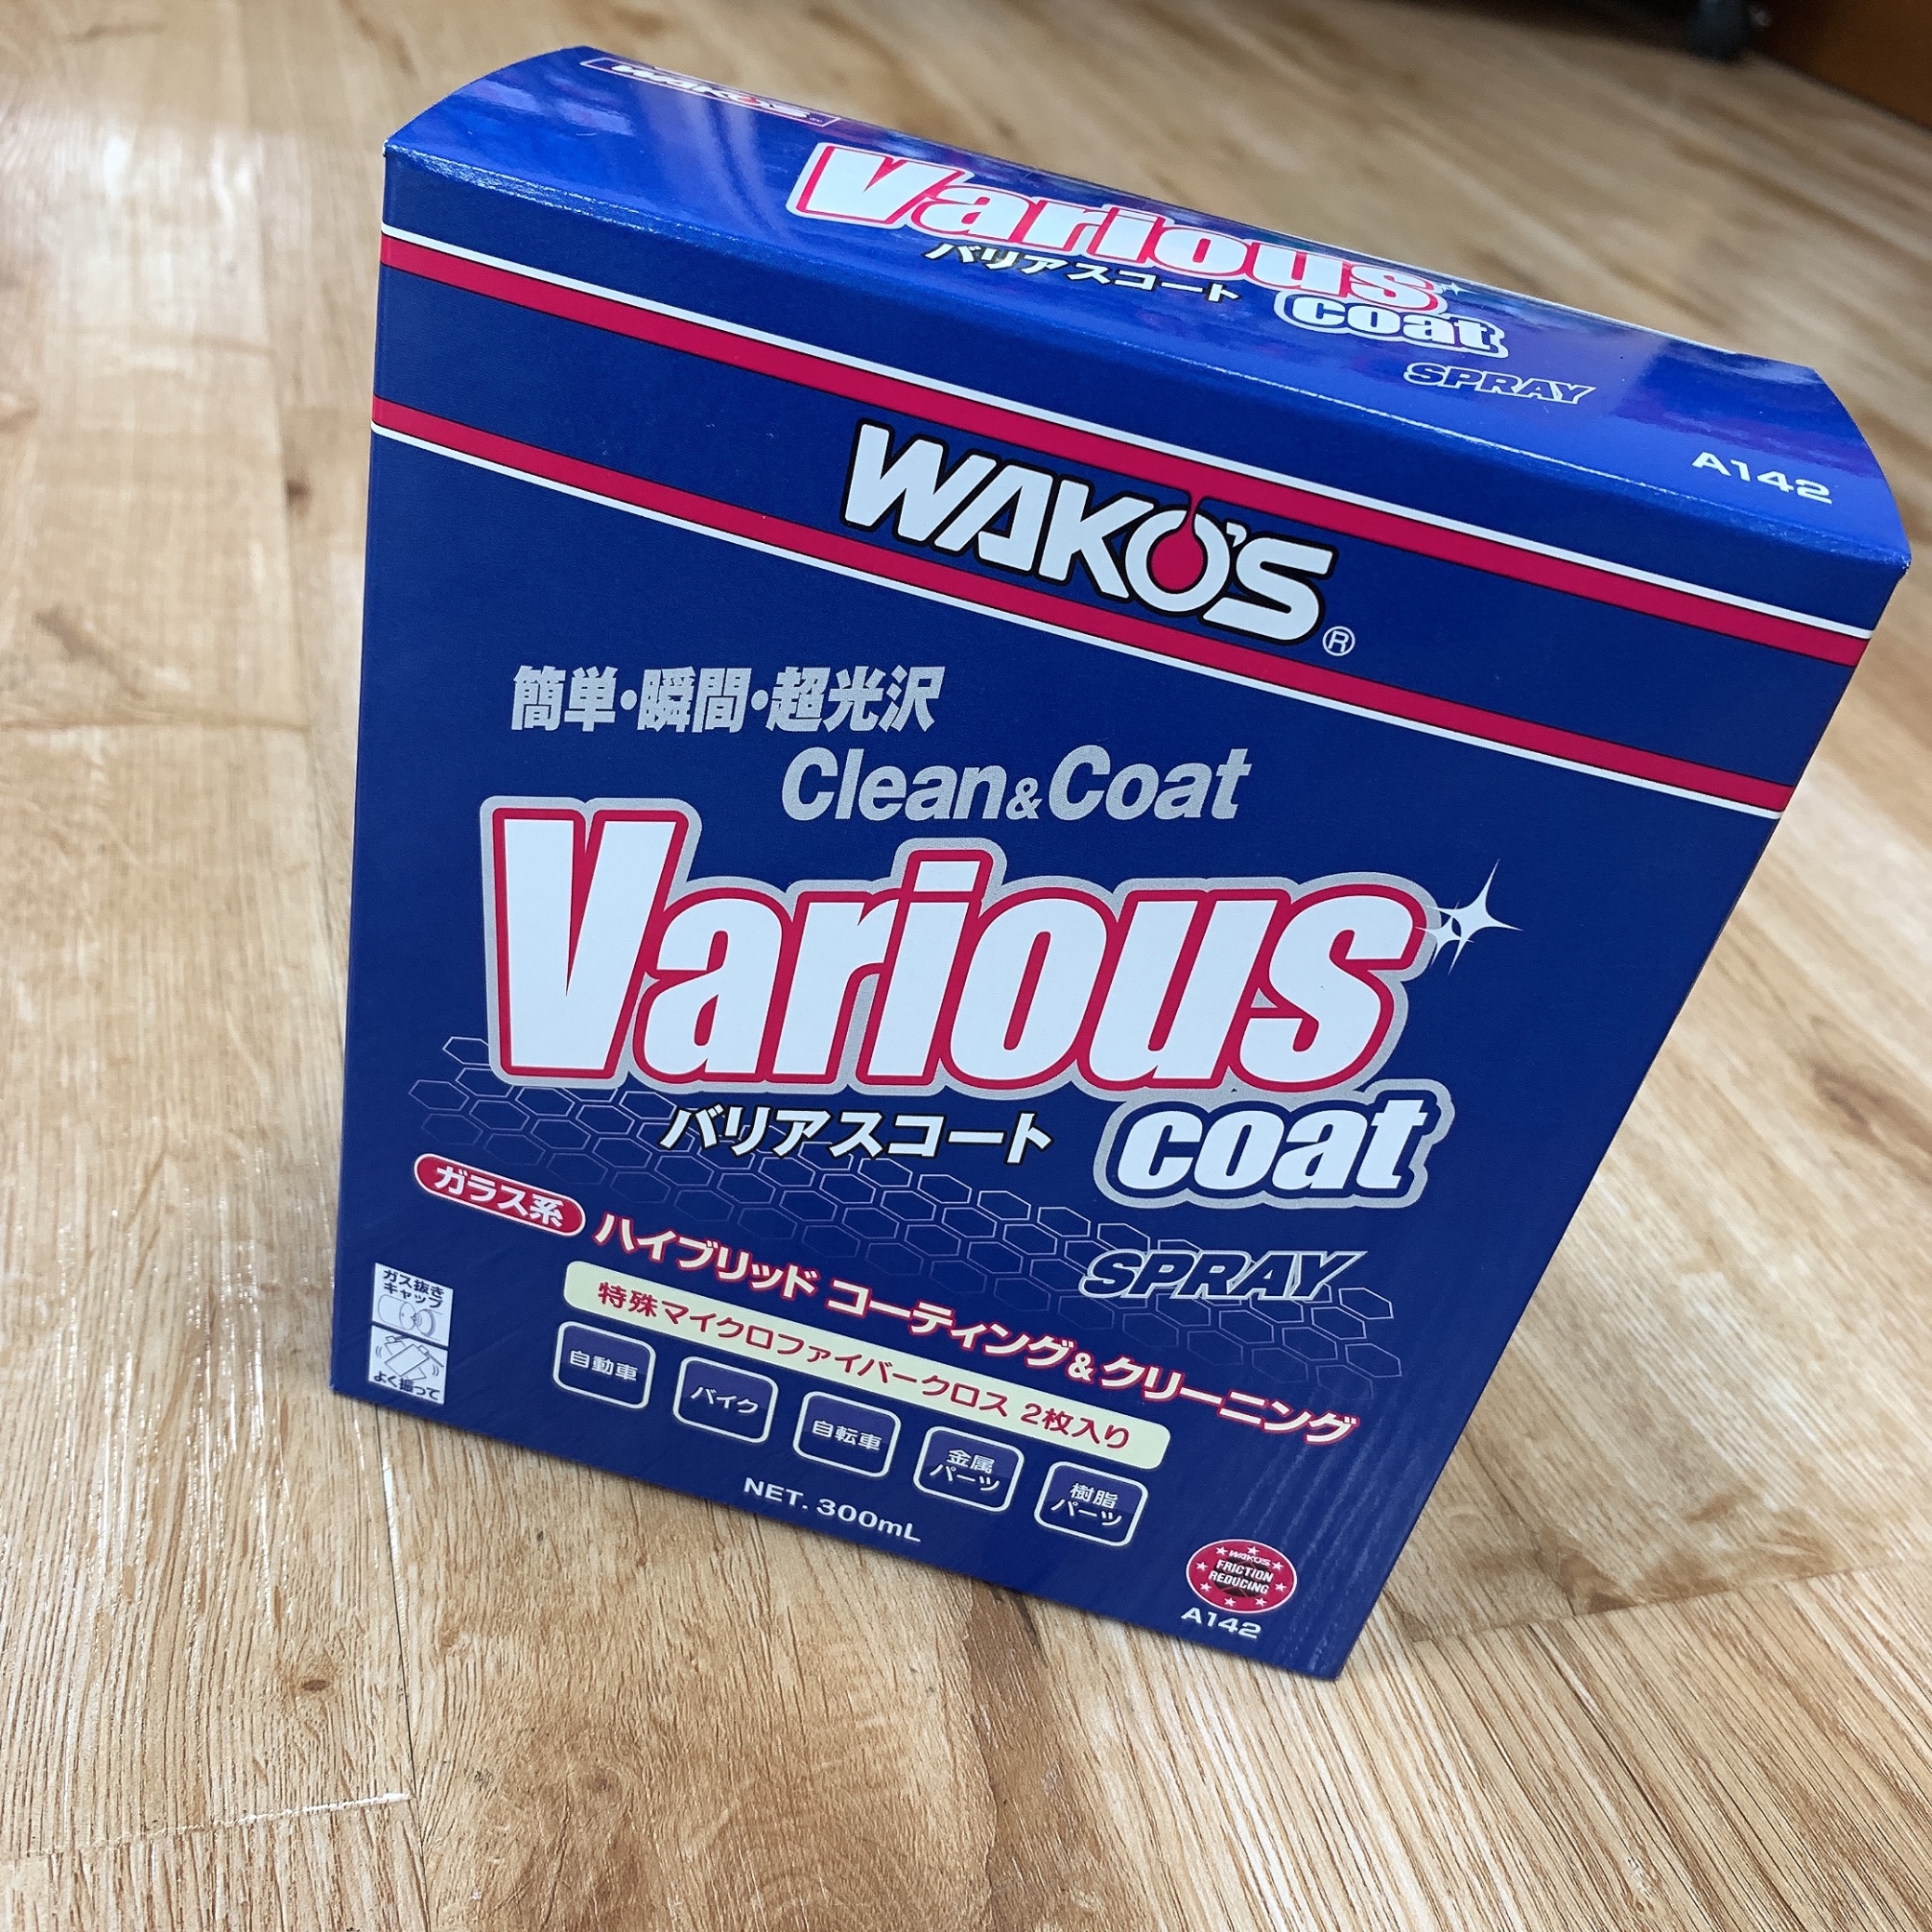 WAKO'S
Various
バリアスコート
coat
SPRAY
A142
WAKO'S®
簡単・瞬間・超光沢
Clean&Coat
Various
バリアスコート
coat
SPRAY
ガラス系 ハイブリッド コーティング&クリーニング
特殊マイクロファイバークロス 2枚入り
ガス抜き
キャップ
よく振って
自動車
バイク
自転車
金属
パーツ
樹脂
パーツ
NET. 300mL
WAKO'S
FRICTION
REDUCING
A142